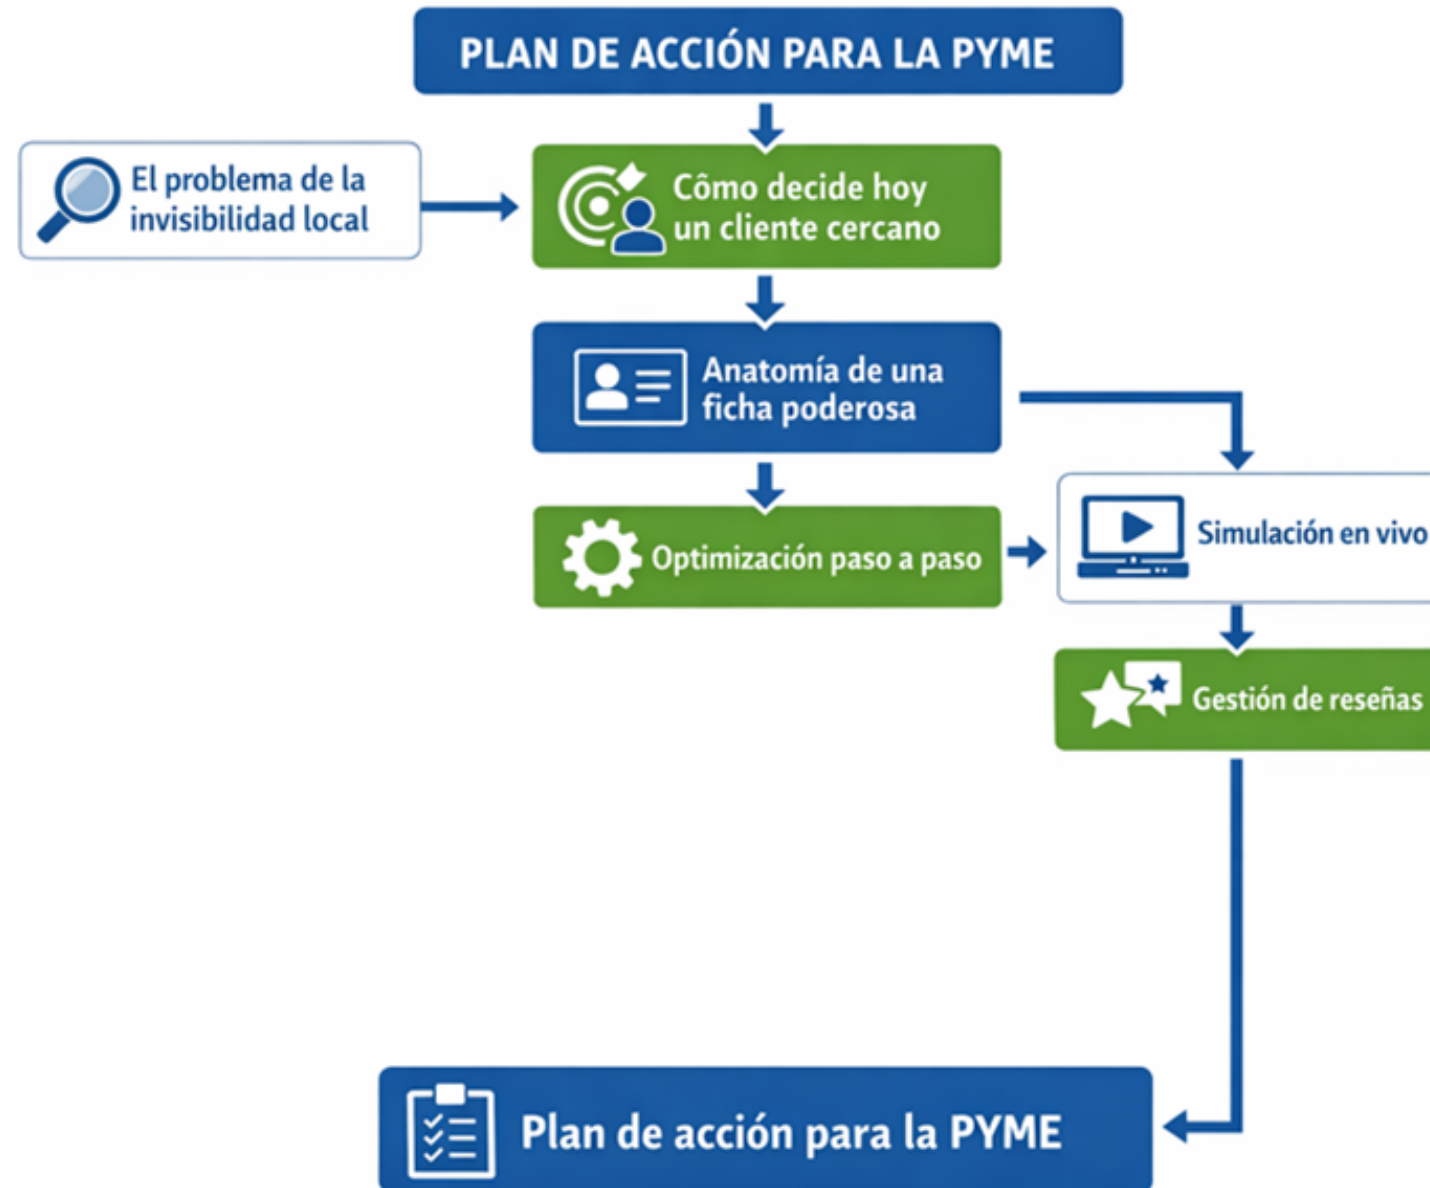 PLAN DE ACCIÓN PARA LA PYME
El problema de la
invisibilidad local
Cômo decide hoy
un cliente cercano
Anatomía de una
ficha poderosa
Optimización paso a paso
Simulación en vivo
Gestión de reseñas
Plan de acción para la PYME